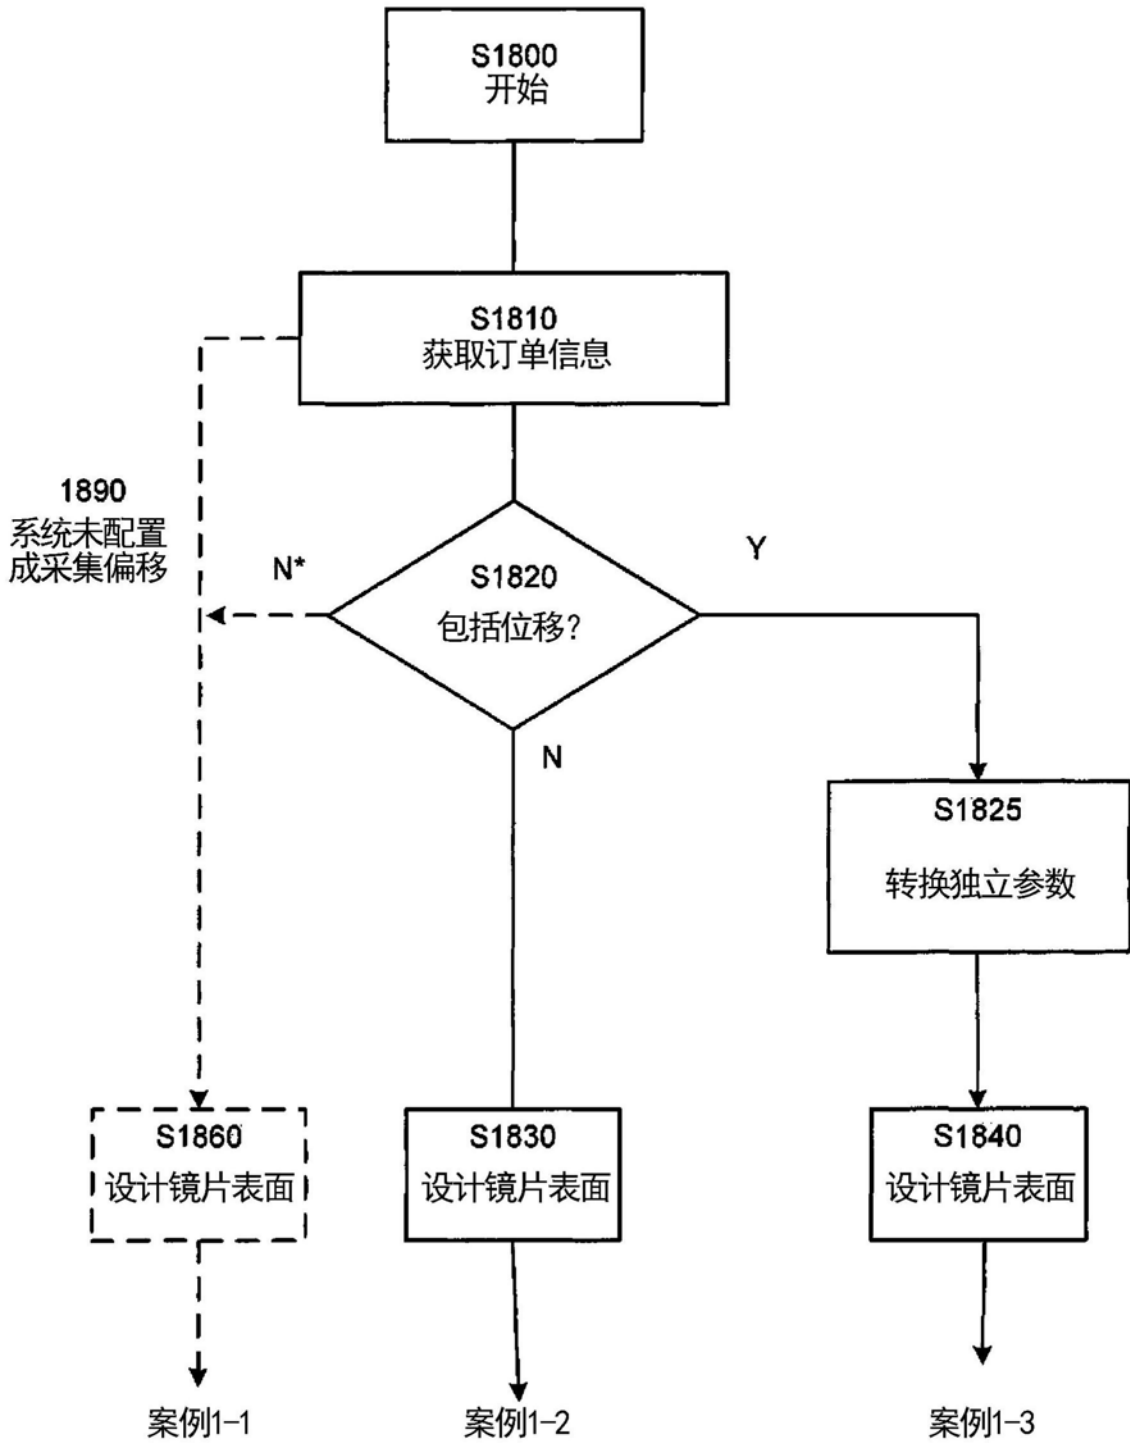 S1800
开始
S1810
获取订单信息
1890
系统未配置
成采集偏移
N*
S1820
包括位移?
Y
N
S1825
转换独立参数
S1860
设计镜片表面
S1830
设计镜片表面
S1840
设计镜片表面
案例1-1
案例1-2
案例1-3